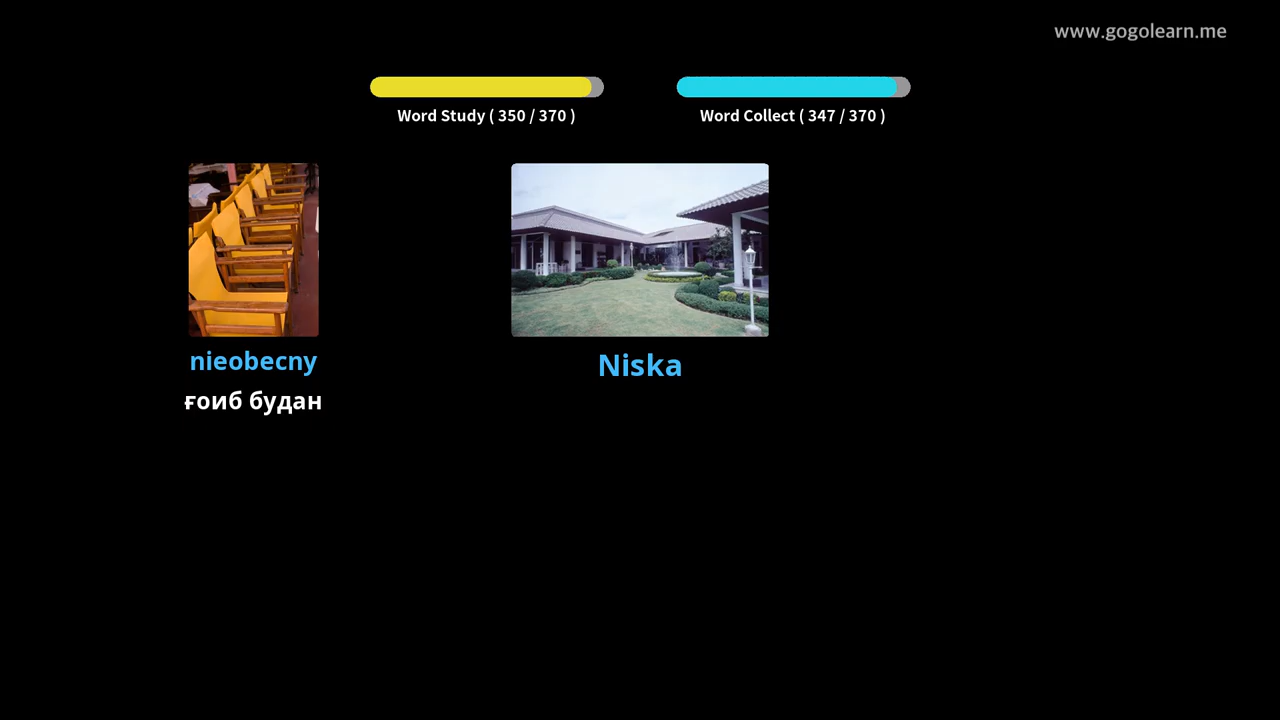 www.gogolearn.me
Word Study ( 350 / 370 )
Word Collect ( 347 / 370 )
nieobecny
ғоиб будан
Niska